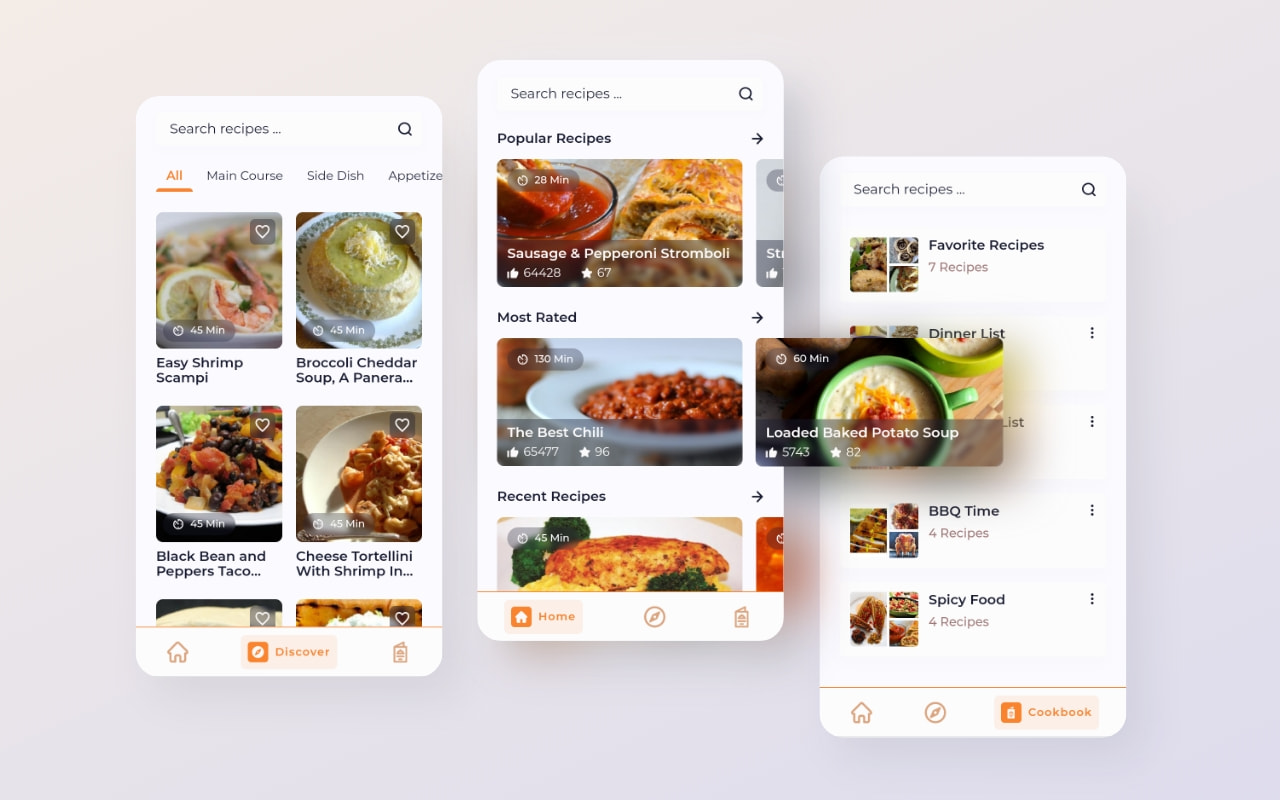 Search recipes ...
All Main Course Side Dish Appetize
45 Min
45 Min
Easy Shrimp
Scampi
Broccoli Cheddar
Soup, A Panera...
45 Min
45 Min
Black Bean and
Peppers Taco...
Cheese Tortellini
With Shrimp In...
Discover
Search recipes ...
Popular Recipes
28 Min
Sausage & Pepperoni Stromboli
64428 67
Str
Most Rated
130 Min
The Best Chili
65477 96
60 Min
Loaded Baked Potato Soup
5743 82
Recent Recipes
45 Min
Home
Search recipes ...
Favorite Recipes
7 Recipes
Dinner List
List
BBQ Time
4 Recipes
Spicy Food
4 Recipes
Cookbook